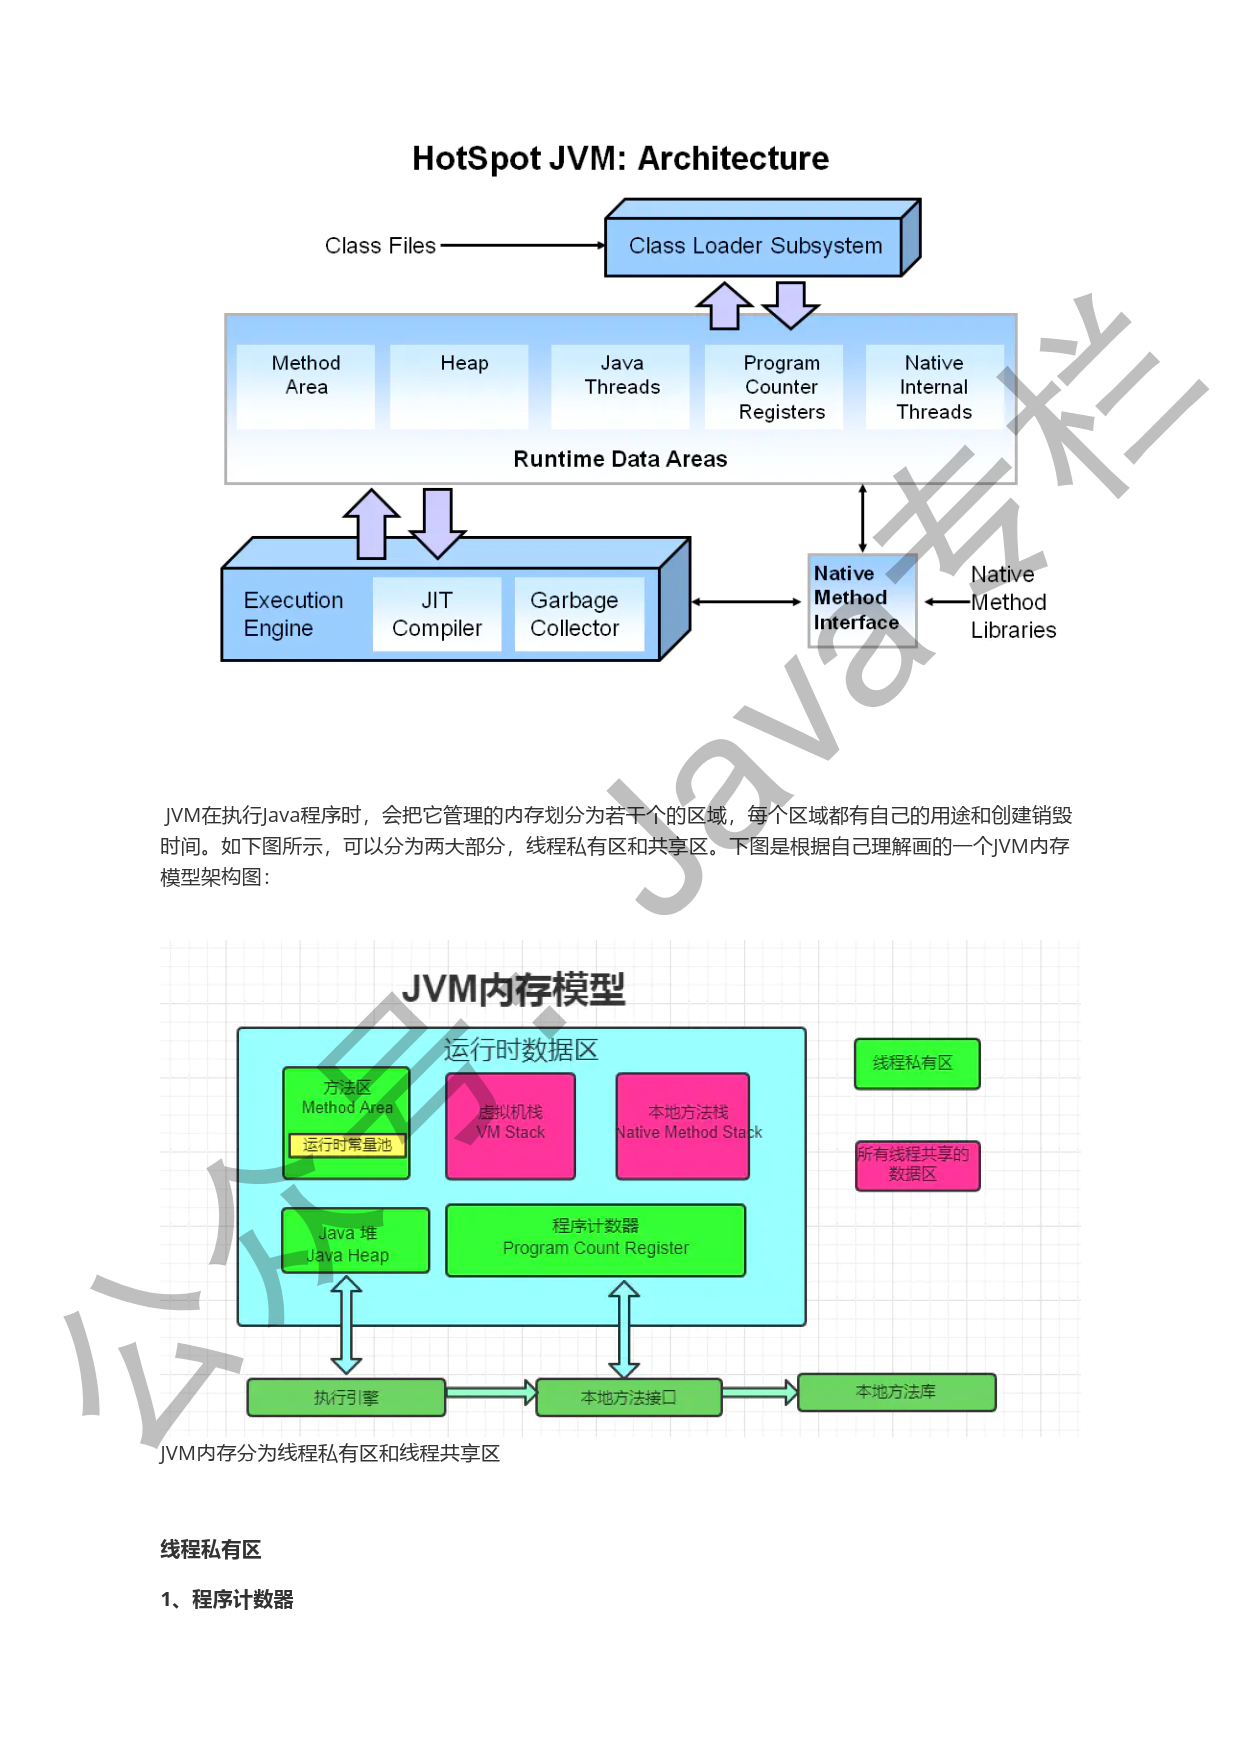 HotSpot JVM: Architecture
Class Files
Class Loader Subsystem
Method
Area
Heap
Java
Threads
Program
Counter
Registers
Native
Internal
Threads
Runtime Data Areas
Execution
Engine
JIT
Compiler
Garbage
Collector
Native
Method
Interface
Native
Method
Libraries
JVM在执行Java程序时，会把它管理的内存划分为若干个的区域，每个区域都有自己的用途和创建销毁
时间。如下图所示，可以分为两大部分，线程私有区和共享区。下图是根据自己理解画的一个JVM内存
模型架构图：
JVM内存模型
运行时数据区
方法区
Method Area
运行时常量池
虚拟机栈
VM Stack
本地方法栈
Native Method Stack
线程私有区
所有线程共享的
数据区
Java 堆
Java Heap
程序计数器
Program Count Register
执行引擎
本地方法接口
本地方法库
JVM内存分为线程私有区和线程共享区
线程私有区
1、程序计数器
公众号：Java专栏